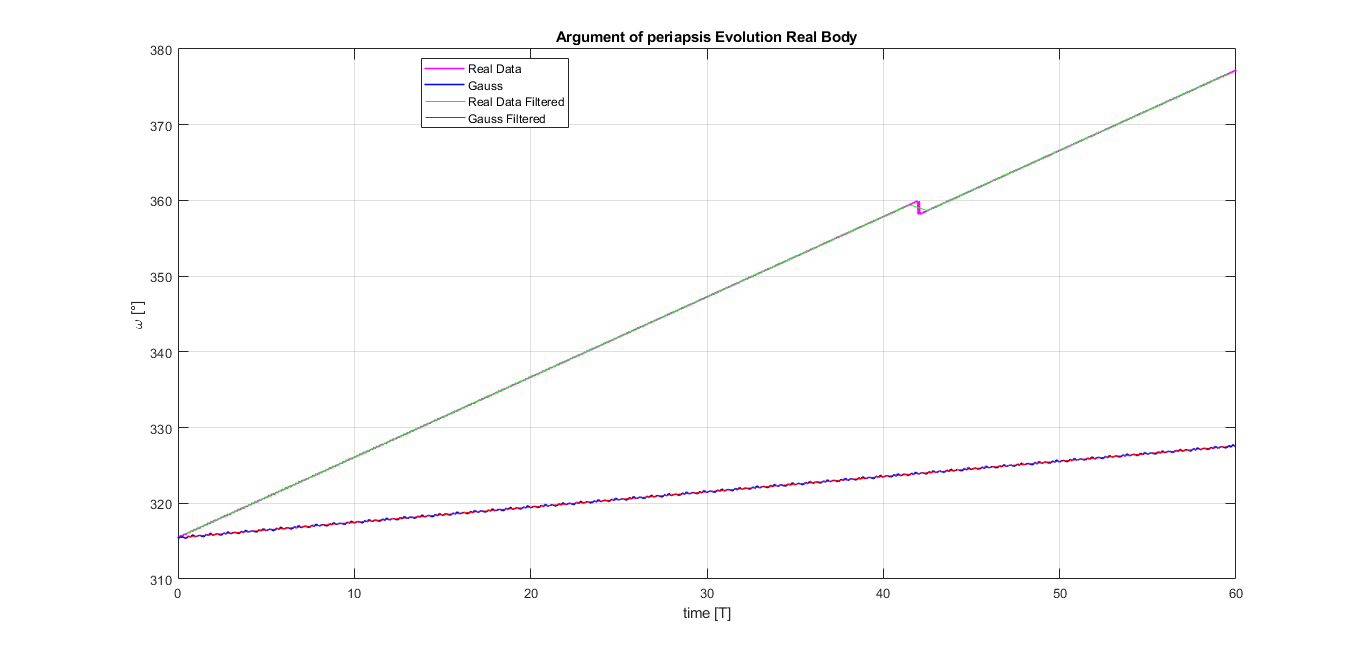 Argument of periapsis Evolution Real Body
380
370
360
350
340
330
320
310
ω [°]
Real Data
Gauss
Real Data Filtered
Gauss Filtered
0 10 20 30 40 50 60
time [T]